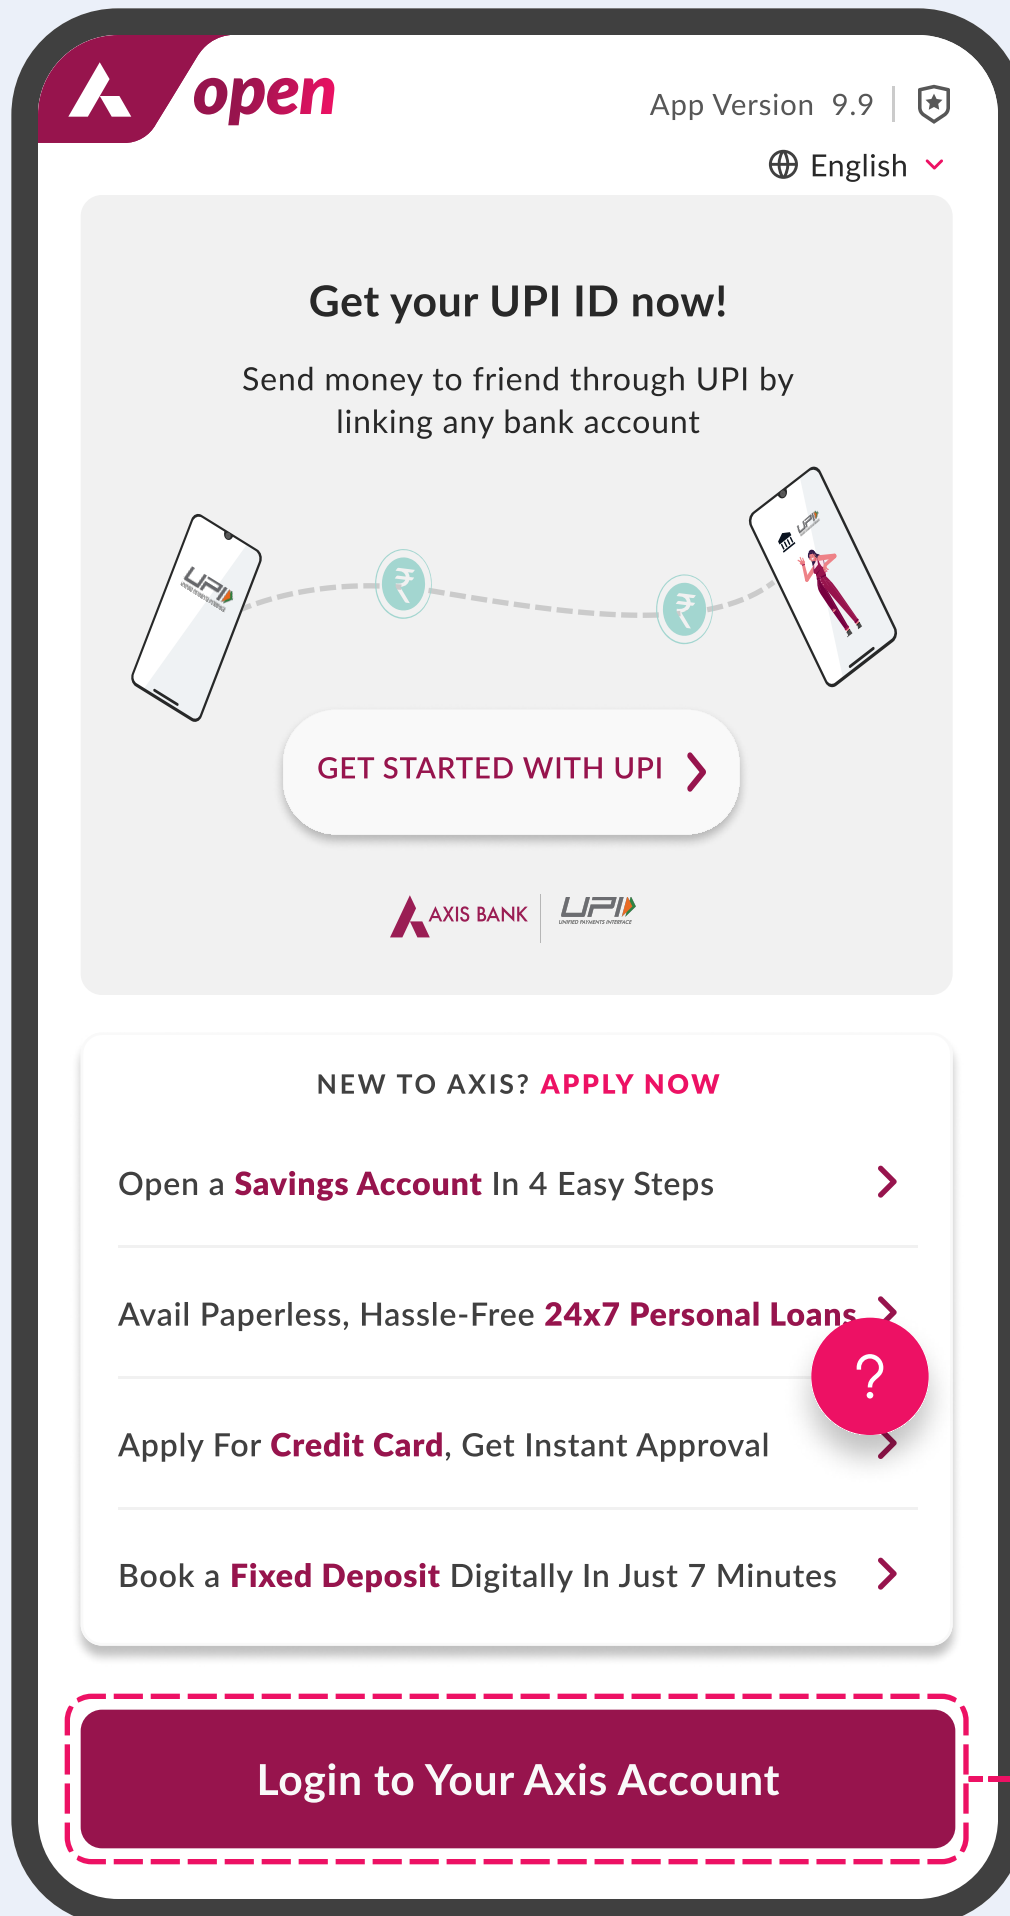 open
App Version 9.9
English
Get your UPI ID now!
Send money to friend through UPI by
linking any bank account
UPI
UPI
GET STARTED WITH UPI
AXIS BANK
UPI
UNIFIED PAYMENTS INTERFACE
NEW TO AXIS? APPLY NOW
Open a Savings Account In 4 Easy Steps
Avail Paperless, Hassle-Free 24x7 Personal Loans
?
Apply For Credit Card, Get Instant Approval
Book a Fixed Deposit Digitally In Just 7 Minutes
Login to Your Axis Account